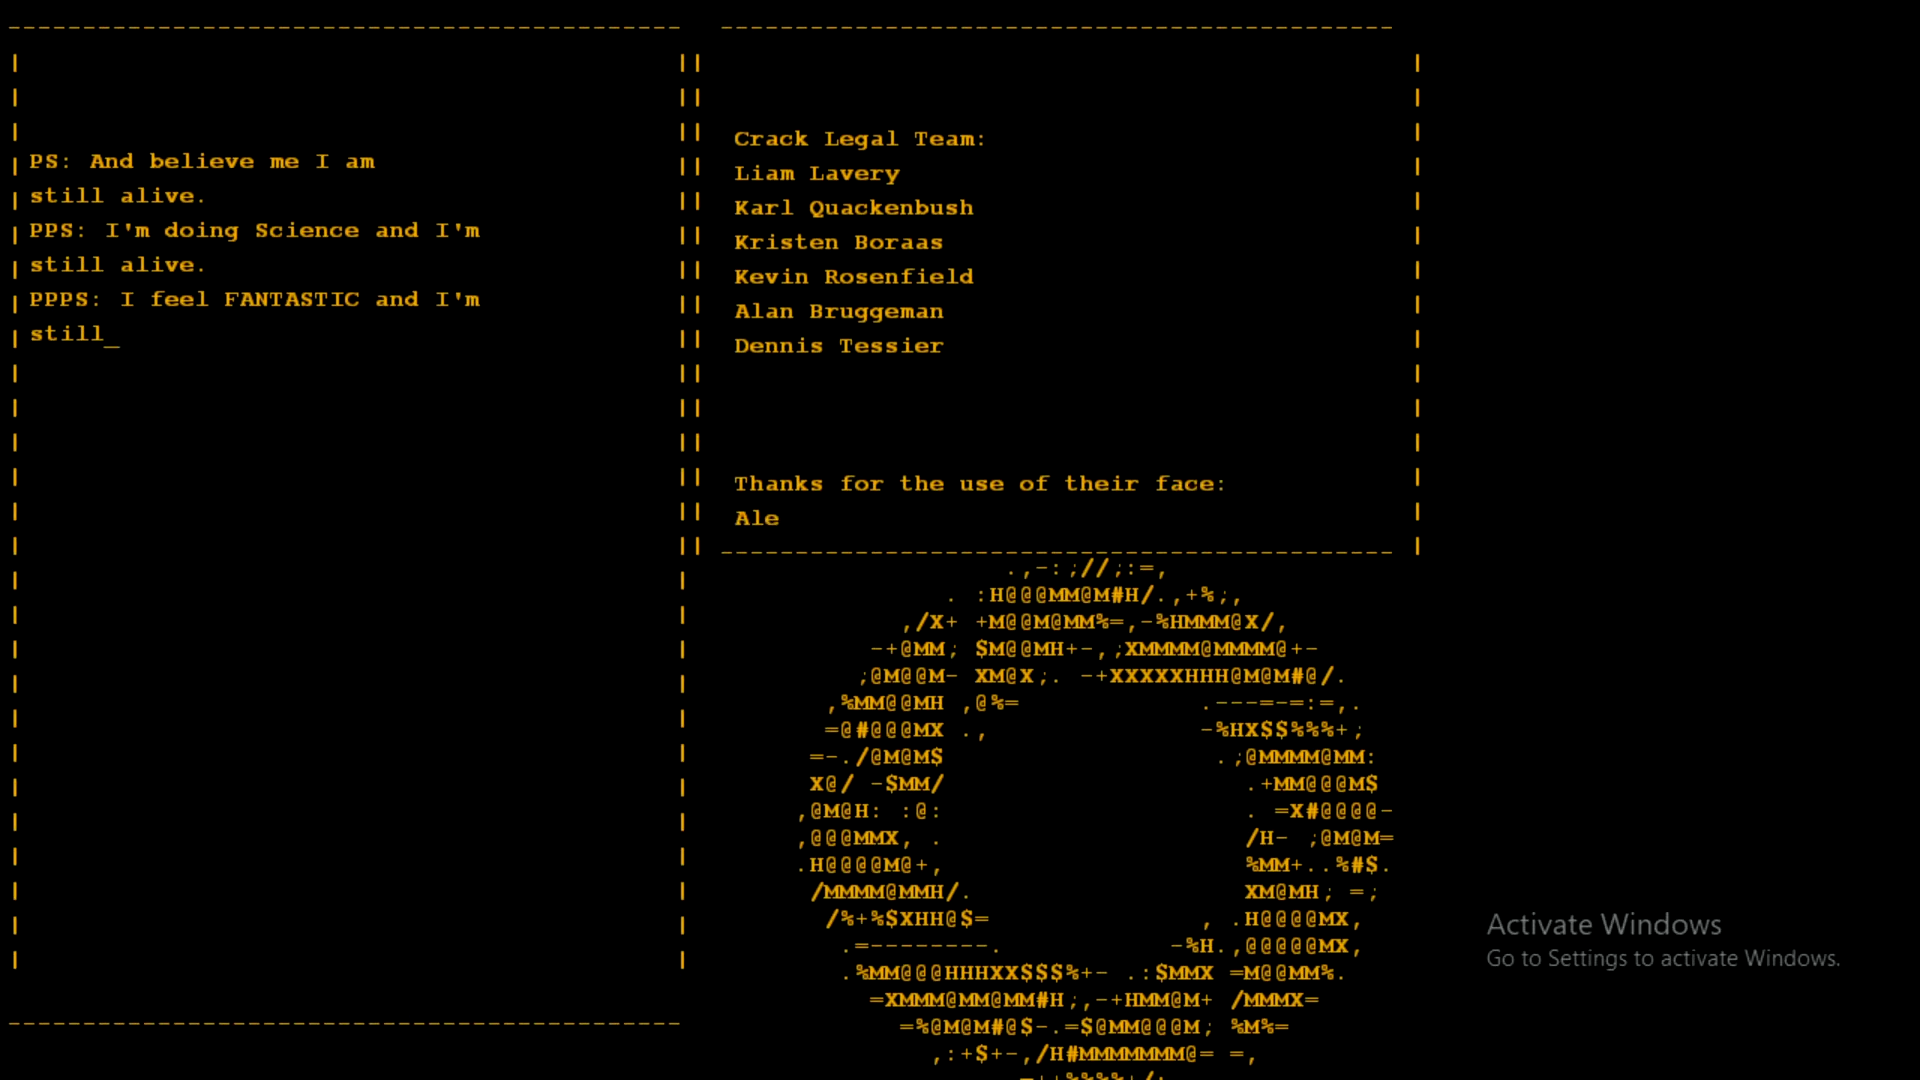 PS: And believe me I am
still alive.
PPS: I'm doing Science and I'm
still alive.
PPPS: I feel FANTASTIC and I'm
still_
Crack Legal Team:
Liam Lavery
Karl Quackenbush
Kristen Boraas
Kevin Rosenfield
Alan Bruggeman
Dennis Tessier
Thanks for the use of their face:
Ale
Activate Windows
Go to Settings to activate Windows.